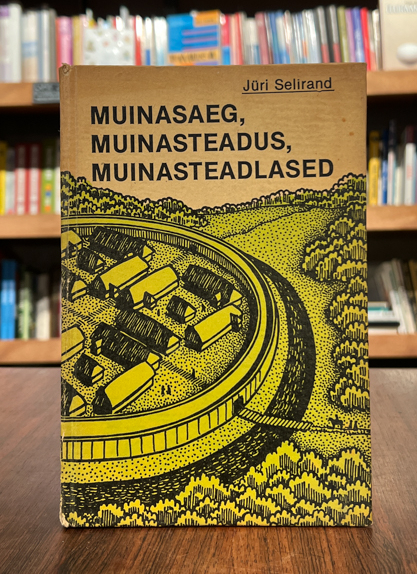 Jüri Selirand
MUINASAEG,
MUINASTEADUS,
MUINASTEADLASED